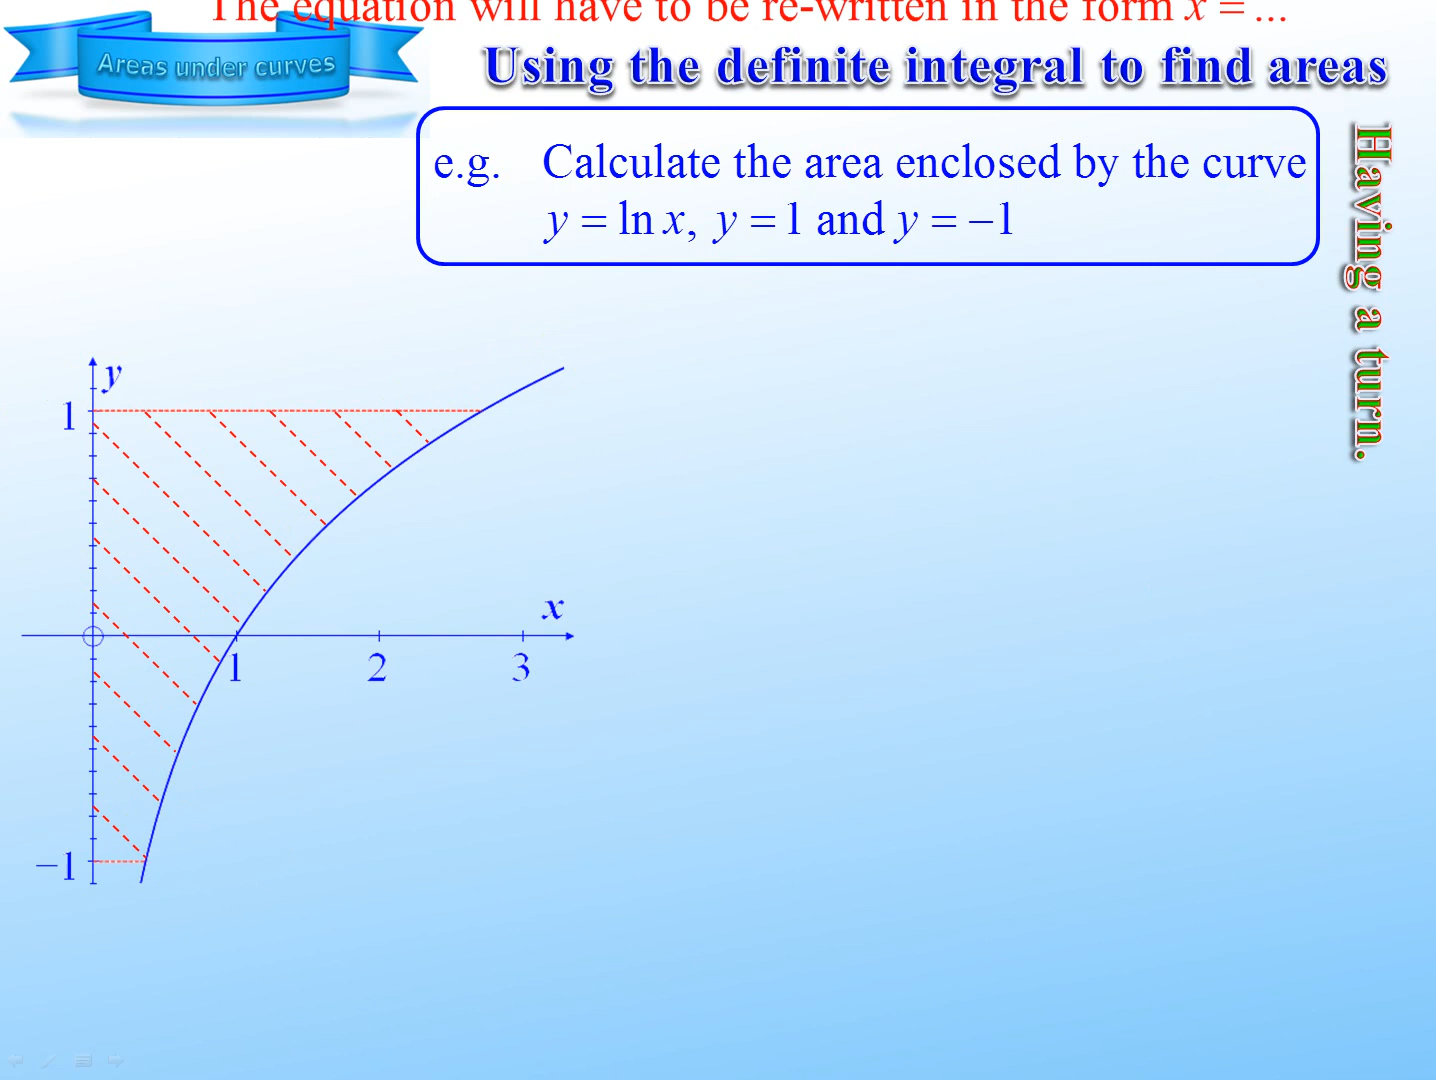 The equation will have to be re-written in the form x = ...
Areas under curves
Using the definite integral to find areas
e.g. Calculate the area enclosed by the curve
y = ln x, y = 1 and y = −1
Having a turn.
y
1
x
1 2 3
−1